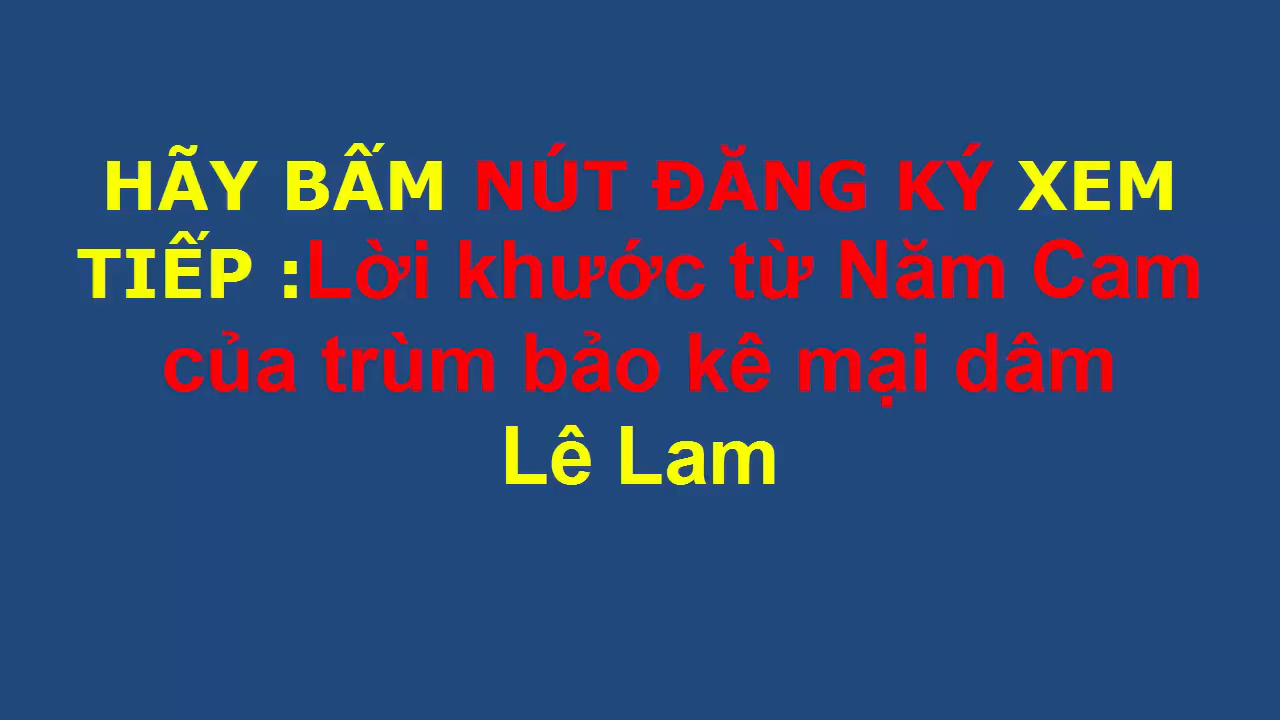 HÃY BẤM NÚT ĐĂNG KÝ XEM
TIẾP :Lời khước từ Năm Cam
của trùm bảo kê mại dâm
Lê Lam